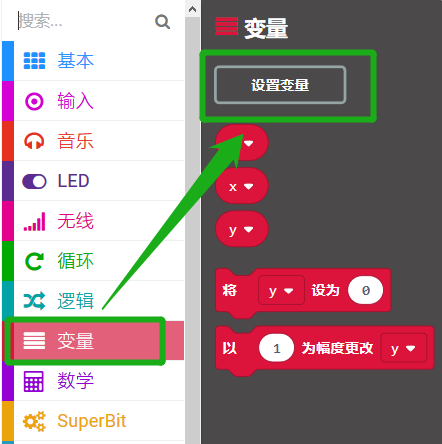 搜索...
基本
输入
音乐
LED
无线
循环
逻辑
变量
数学
SuperBit
变量
设置变量
x
y
将 y 设为 0
以 1 为幅度更改 y